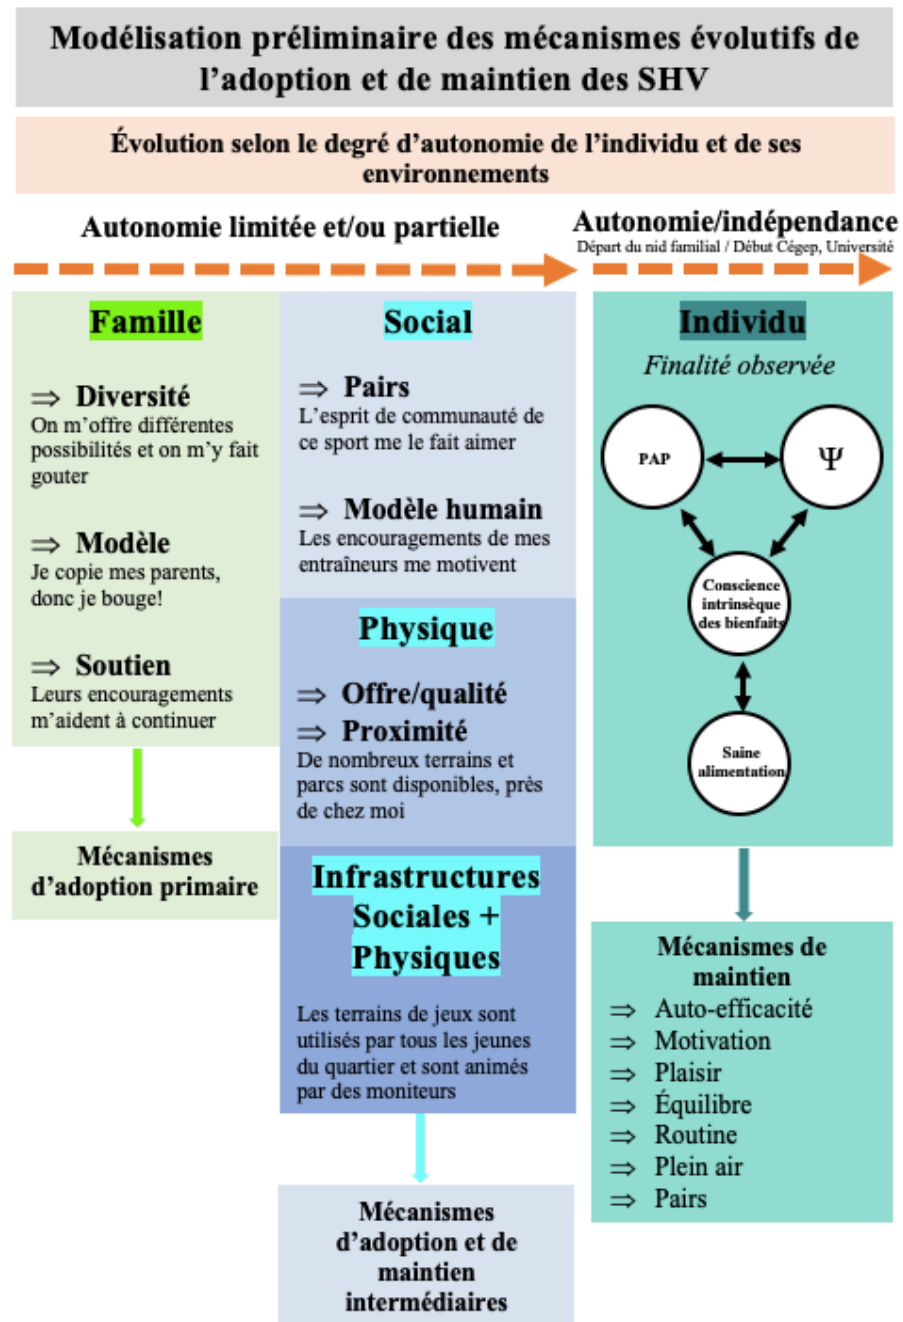 Modélisation préliminaire des mécanismes évolutifs de
l’adoption et de maintien des SHV
Évolution selon le degré d’autonomie de l’individu et de ses
environnements
Autonomie limitée et/ou partielle
Autonomie/indépendance
Départ du nid familial / Début Cégep, Université
Famille
⇒ Diversité
On m’offre différentes
possibilités et on m’y fait
gouter
⇒ Modèle
Je copie mes parents,
donc je bouge!
⇒ Soutien
Leurs encouragements
m’aident à continuer
Mécanismes
d’adoption primaire
Social
⇒ Pairs
L’esprit de communauté de
ce sport me le fait aimer
⇒ Modèle humain
Les encouragements de mes
entraîneurs me motivent
Physique
⇒ Offre/qualité
⇒ Proximité
De nombreux terrains et
parcs sont disponibles, près
de chez moi
Infrastructures
Sociales +
Physiques
Les terrains de jeux sont
utilisés par tous les jeunes
du quartier et sont animés
par des moniteurs
Mécanismes
d’adoption et de
maintien
intermédiaires
Individu
Finalité observée
PAP
Ψ
Conscience
intrinsèque
des bienfaits
Saine
alimentation
Mécanismes de
maintien
⇒ Auto-efficacité
⇒ Motivation
⇒ Plaisir
⇒ Équilibre
⇒ Routine
⇒ Plein air
⇒ Pairs